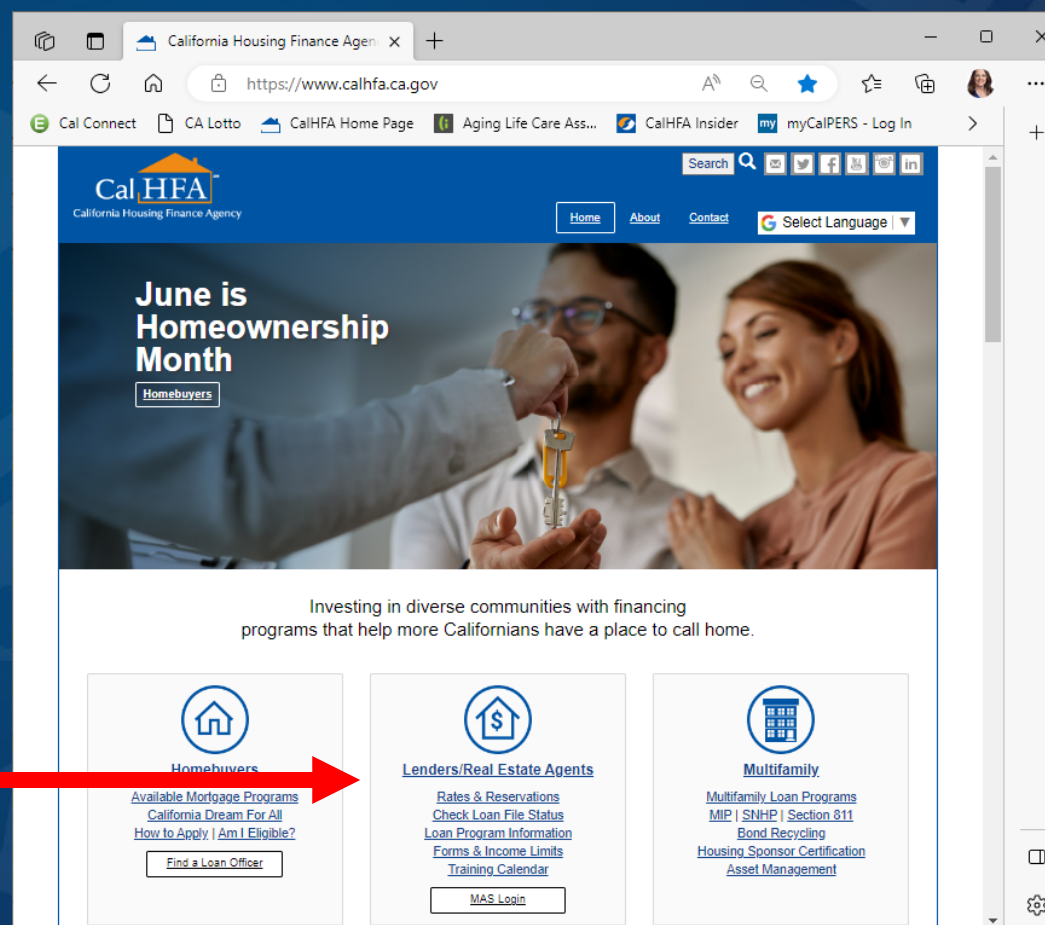 California Housing Finance Agen
https://www.calhfa.ca.gov
Cal Connect CA Lotto CalHFA Home Page Aging Life Care Ass... CalHFA Insider my myCalPERS - Log In
Search
in
CalHFA
California Housing Finance Agency
Home About Contact G Select Language
June is
Homeownership
Month
Homebuyers
Investing in diverse communities with financing
programs that help more Californians have a place to call home.
Homebuyers
Available Mortgage Programs
California Dream For All
How to Apply | Am I Eligible?
Find a Loan Officer
Lenders/Real Estate Agents
Rates & Reservations
Check Loan File Status
Loan Program Information
Forms & Income Limits
Training Calendar
MAS Login
Multifamily
Multifamily Loan Programs
MIP | SNHP | Section 811
Bond Recycling
Housing Sponsor Certification
Asset Management